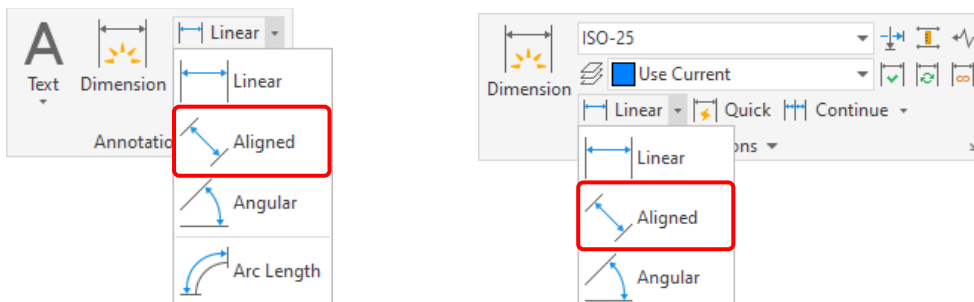 Linear
A
Text
Dimension
Linear
Annotatio
Aligned
Angular
Arc Length
ISO-25
Use Current
Dimension
Linear
Quick
Continue
ons
Linear
Aligned
Angular